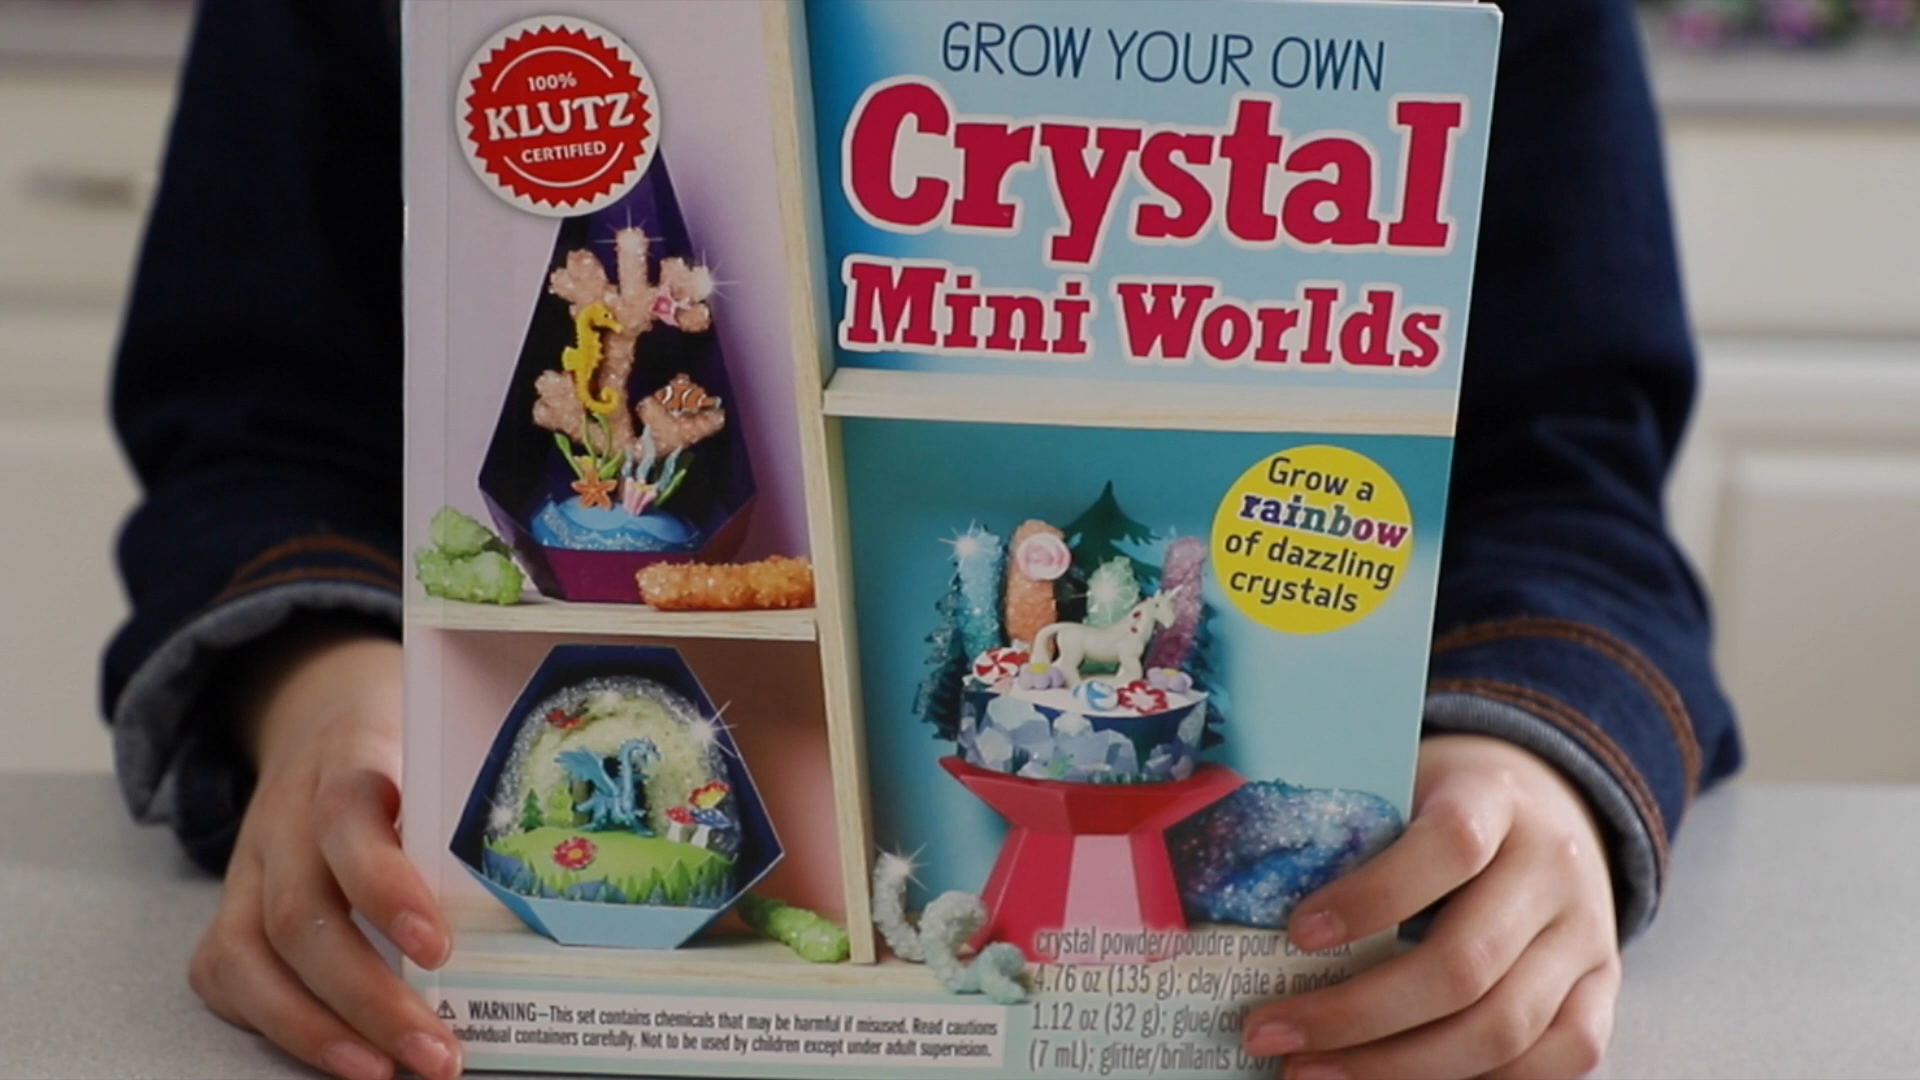 100%
KLUTZ
CERTIFIED
GROW YOUR OWN
Crystal
Mini Worlds
Grow a
rainbow
of dazzling
crystals
crystal powder/poudre pour
4.76 oz (135 g); clay/pâte à
1.12 oz (32 g);
(7 mL); glitter/brillants
WARNING–This set contains chemicals that may be harmful if misused. Read cautions
individual containers carefully. Not to be used by children except under adult supervision.